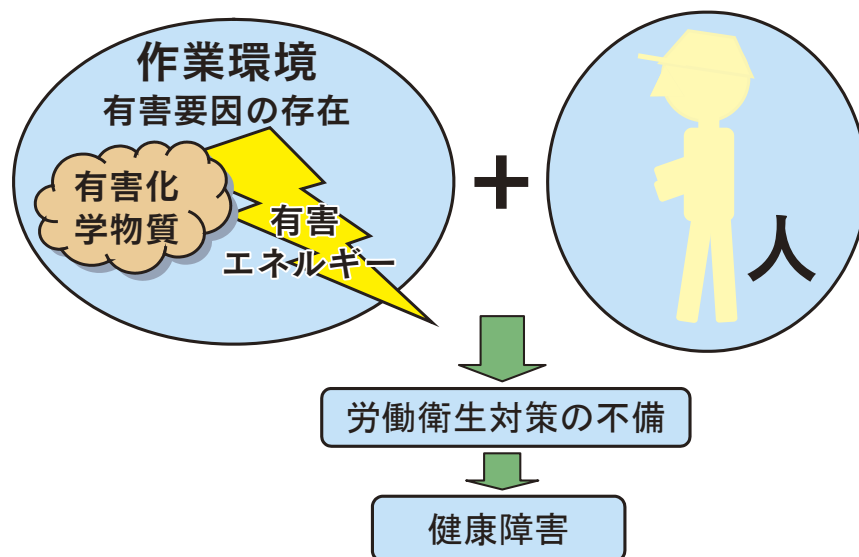 作業環境
有害要因の存在
有害化
学物質
有害
エネルギー
+
人
労働衛生対策の不備
健康障害